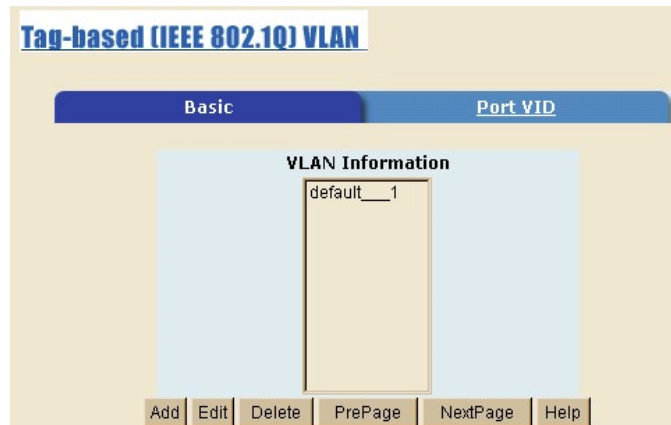 Tag-based (IEEE 802.1Q) VLAN
Basic Port VID
VLAN Information
default___1
Add Edit Delete PrePage NextPage Help